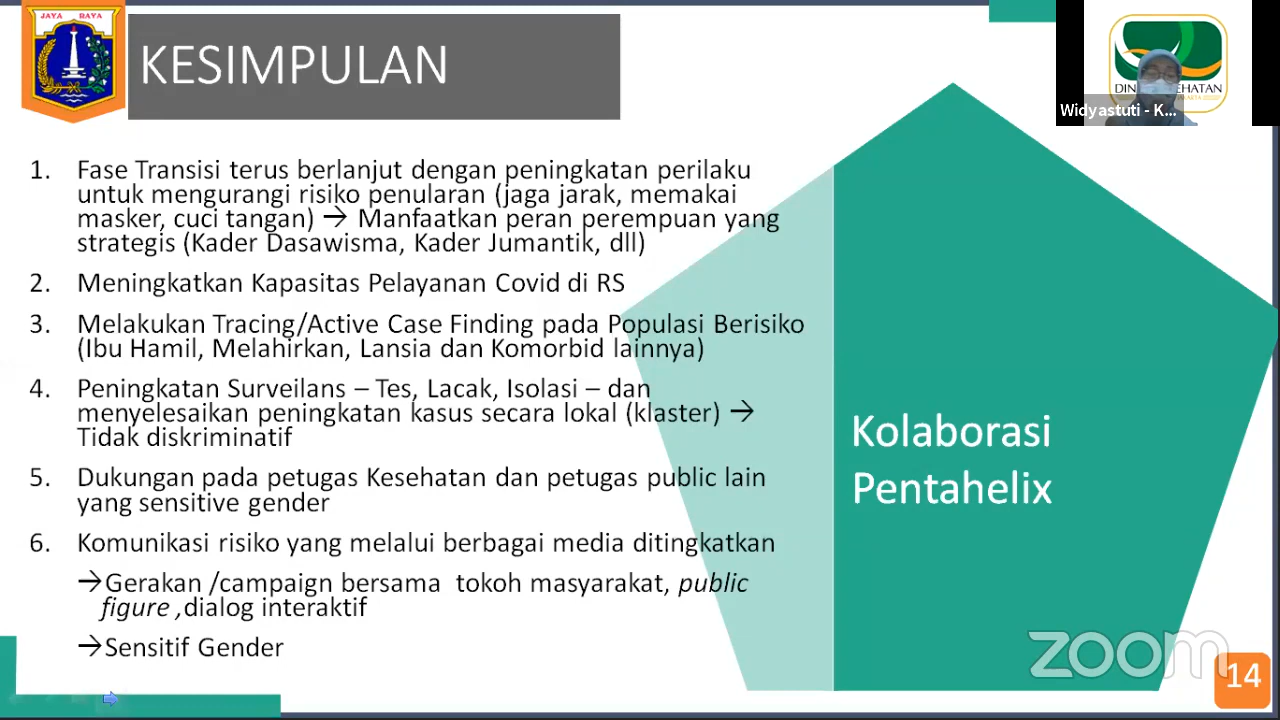 JAYA RAYA
KESIMPULAN
Widyastuti - K...
1. Fase Transisi terus berlanjut dengan peningkatan perilaku
untuk mengurangi risiko penularan (jaga jarak, memakai
masker, cuci tangan) → Manfaatkan peran perempuan yang
strategis (Kader Dasawisma, Kader Jumantik, dll)
2. Meningkatkan Kapasitas Pelayanan Covid di RS
3. Melakukan Tracing/Active Case Finding pada Populasi Berisiko
(Ibu Hamil, Melahirkan, Lansia dan Komorbid lainnya)
4. Peningkatan Surveilans – Tes, Lacak, Isolasi – dan
menyelesaikan peningkatan kasus secara lokal (klaster) →
Tidak diskriminatif
5. Dukungan pada petugas Kesehatan dan petugas public lain
yang sensitive gender
6. Komunikasi risiko yang melalui berbagai media ditingkatkan
→Gerakan /campaign bersama tokoh masyarakat, public
figure ,dialog interaktif
→Sensitif Gender
Kolaborasi
Pentahelix
zoom
14